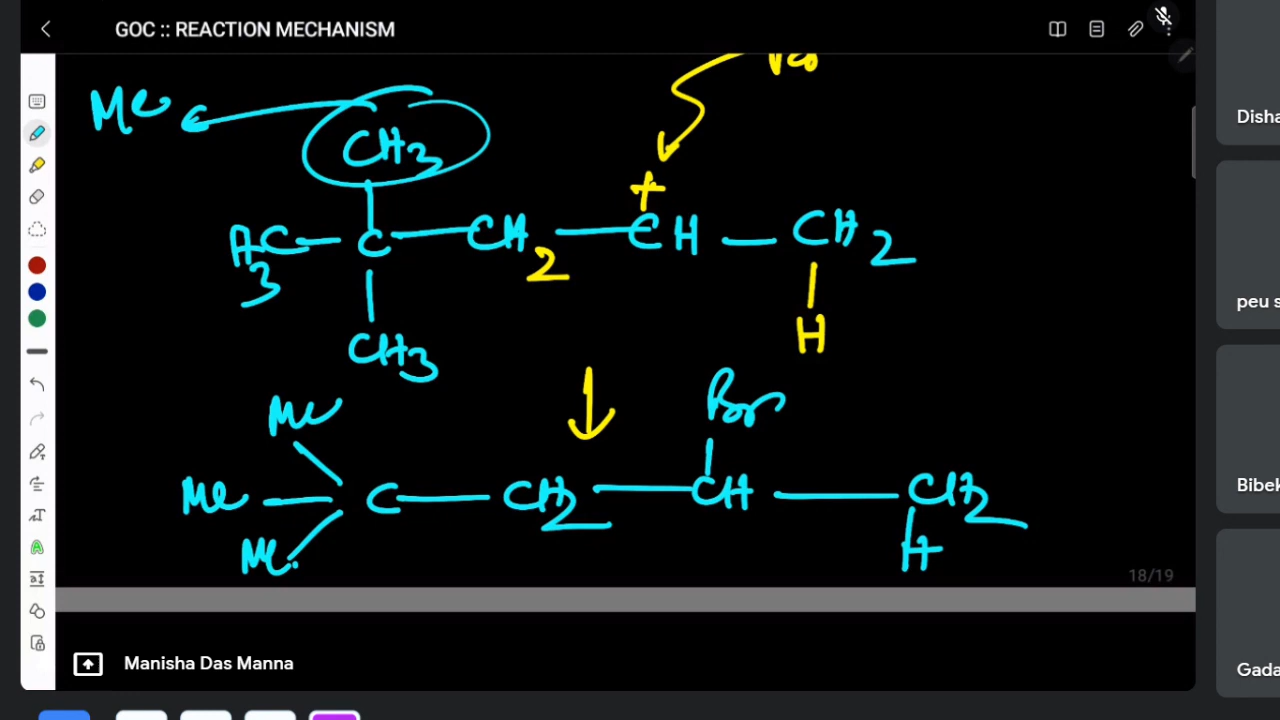 GOC :: REACTION MECHANISM
Me
CH3
+
H3C - C - CH2 - CH - CH2
H
CH3
Br
Me
Me - C - CH2 - CH - CH2
Me
H
18/19
Manisha Das Manna
Disha
peu s
Bibek
Gada